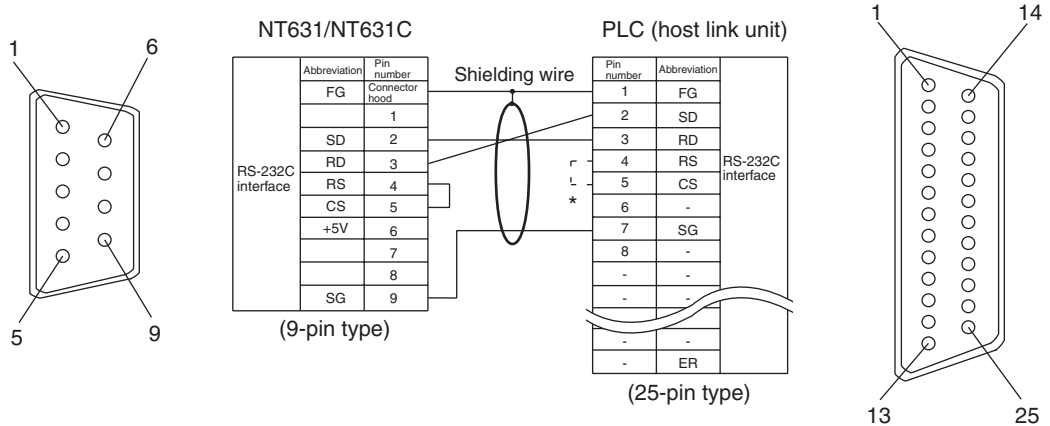 1
6
5
9
NT631/NT631C
RS-232C
interface
Abbreviation
Pin
number
FG
Connector
hood
1
SD
2
RD
3
RS
4
CS
5
+5V
6
7
8
SG
9
(9-pin type)
Shielding wire
*
PLC (host link unit)
Pin
number
Abbreviation
1
FG
2
SD
3
RD
4
RS
5
CS
6
-
7
SG
8
-
-
-
-
-
-
-
-
ER
RS-232C
interface
(25-pin type)
1
14
13
25